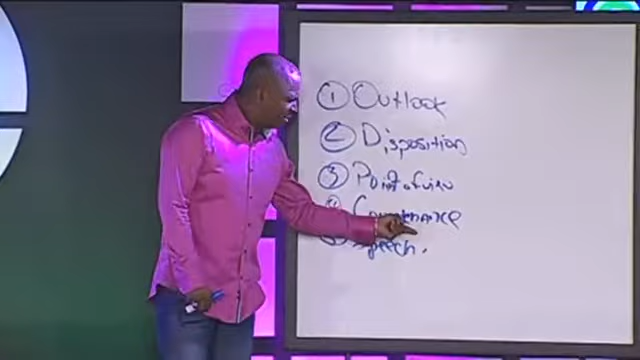 ① Outlook
② Disposition
③ Point of view
④ Countenance
Speech.